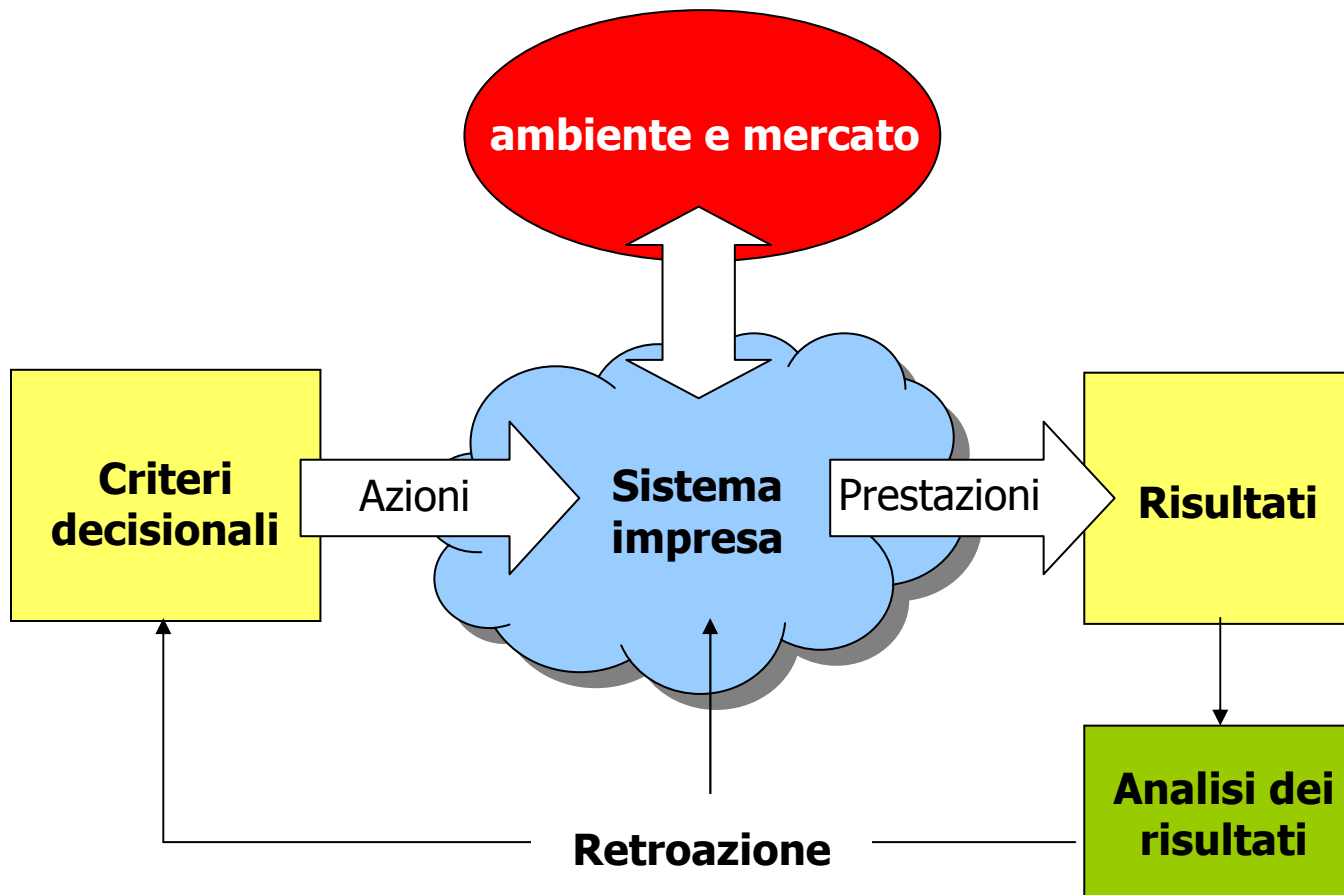 ambiente e mercato
Criteri
decisionali
Azioni
Sistema
impresa
Prestazioni
Risultati
Analisi dei
risultati
Retroazione